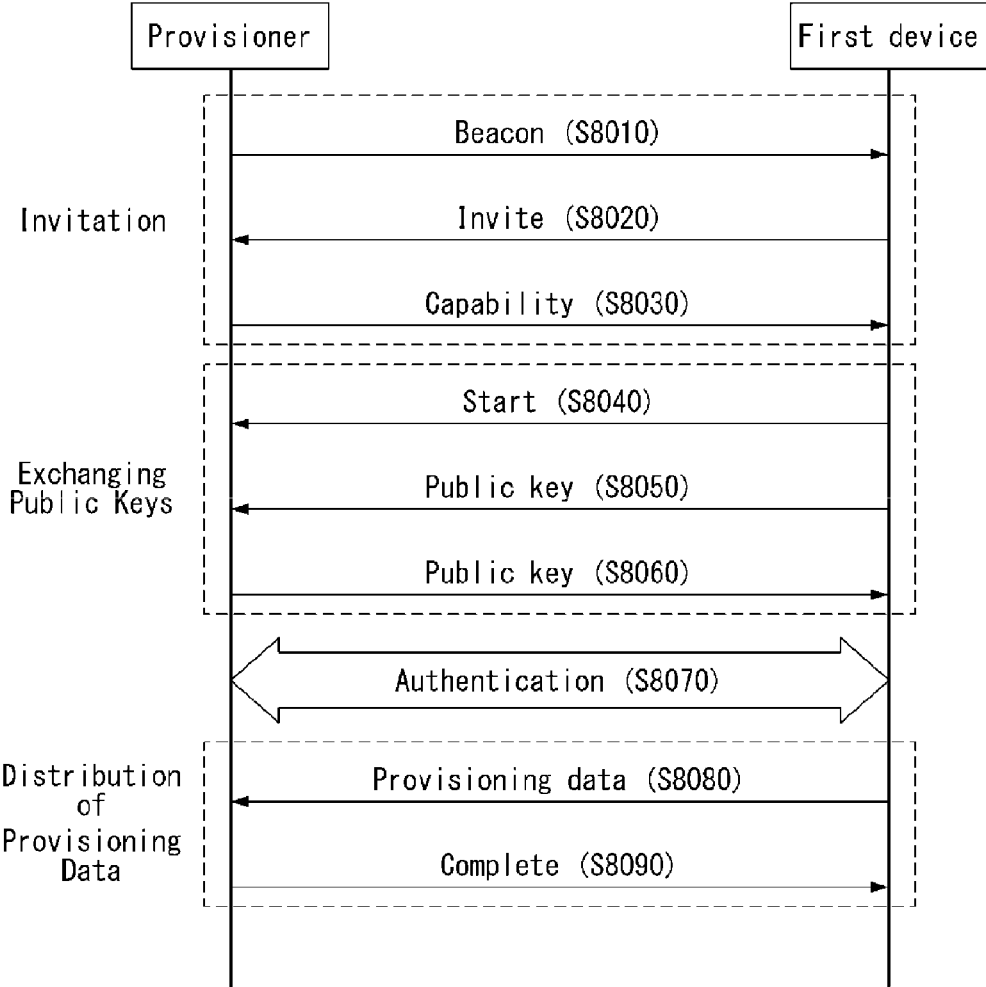 Provisioner
First device
Beacon (S8010)
Invitation
Invite (S8020)
Capability (S8030)
Start (S8040)
Exchanging
Public Keys
Public key (S8050)
Public key (S8060)
Authentication (S8070)
Distribution
of
Provisioning
Data
Provisioning data (S8080)
Complete (S8090)